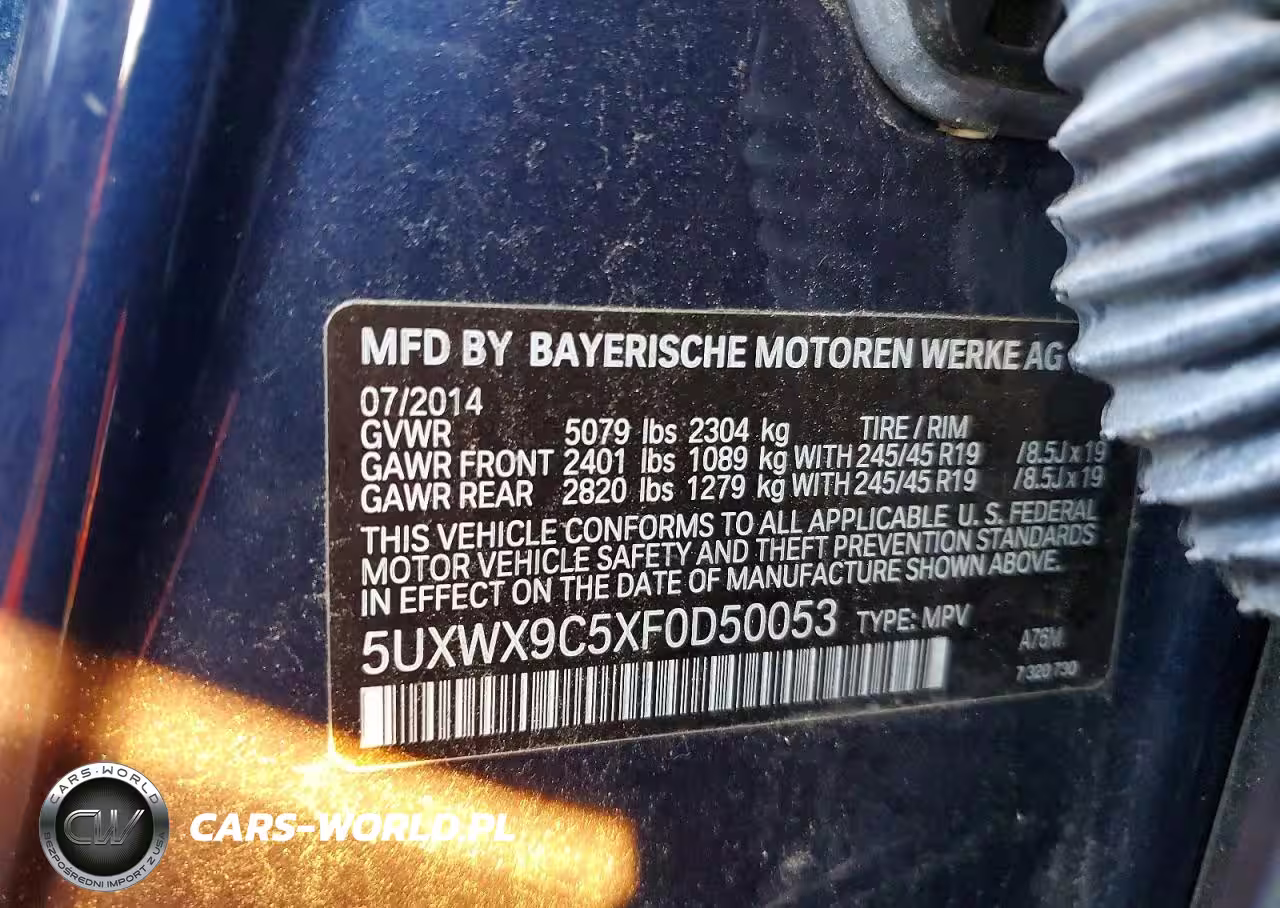 MFD BY BAYERISCHE MOTOREN WERKE AG
07/2014
GVWR 5079 lbs 2304 kg TIRE / RIM
GAWR FRONT 2401 lbs 1089 kg WITH 245/45 R19 /8.5J x 19
GAWR REAR 2820 lbs 1279 kg WITH 245/45 R19 /8.5J x 19
THIS VEHICLE CONFORMS TO ALL APPLICABLE U. S. FEDERAL
MOTOR VEHICLE SAFETY AND THEFT PREVENTION STANDARDS
IN EFFECT ON THE DATE OF MANUFACTURE SHOWN ABOVE.
5UXWX9C5XF0D50053 TYPE: MPV
A76M
7 320 730
CARS-WORLD
CW
BEZPOSREDNI IMPORT Z USA
CARS-WORLD.PL